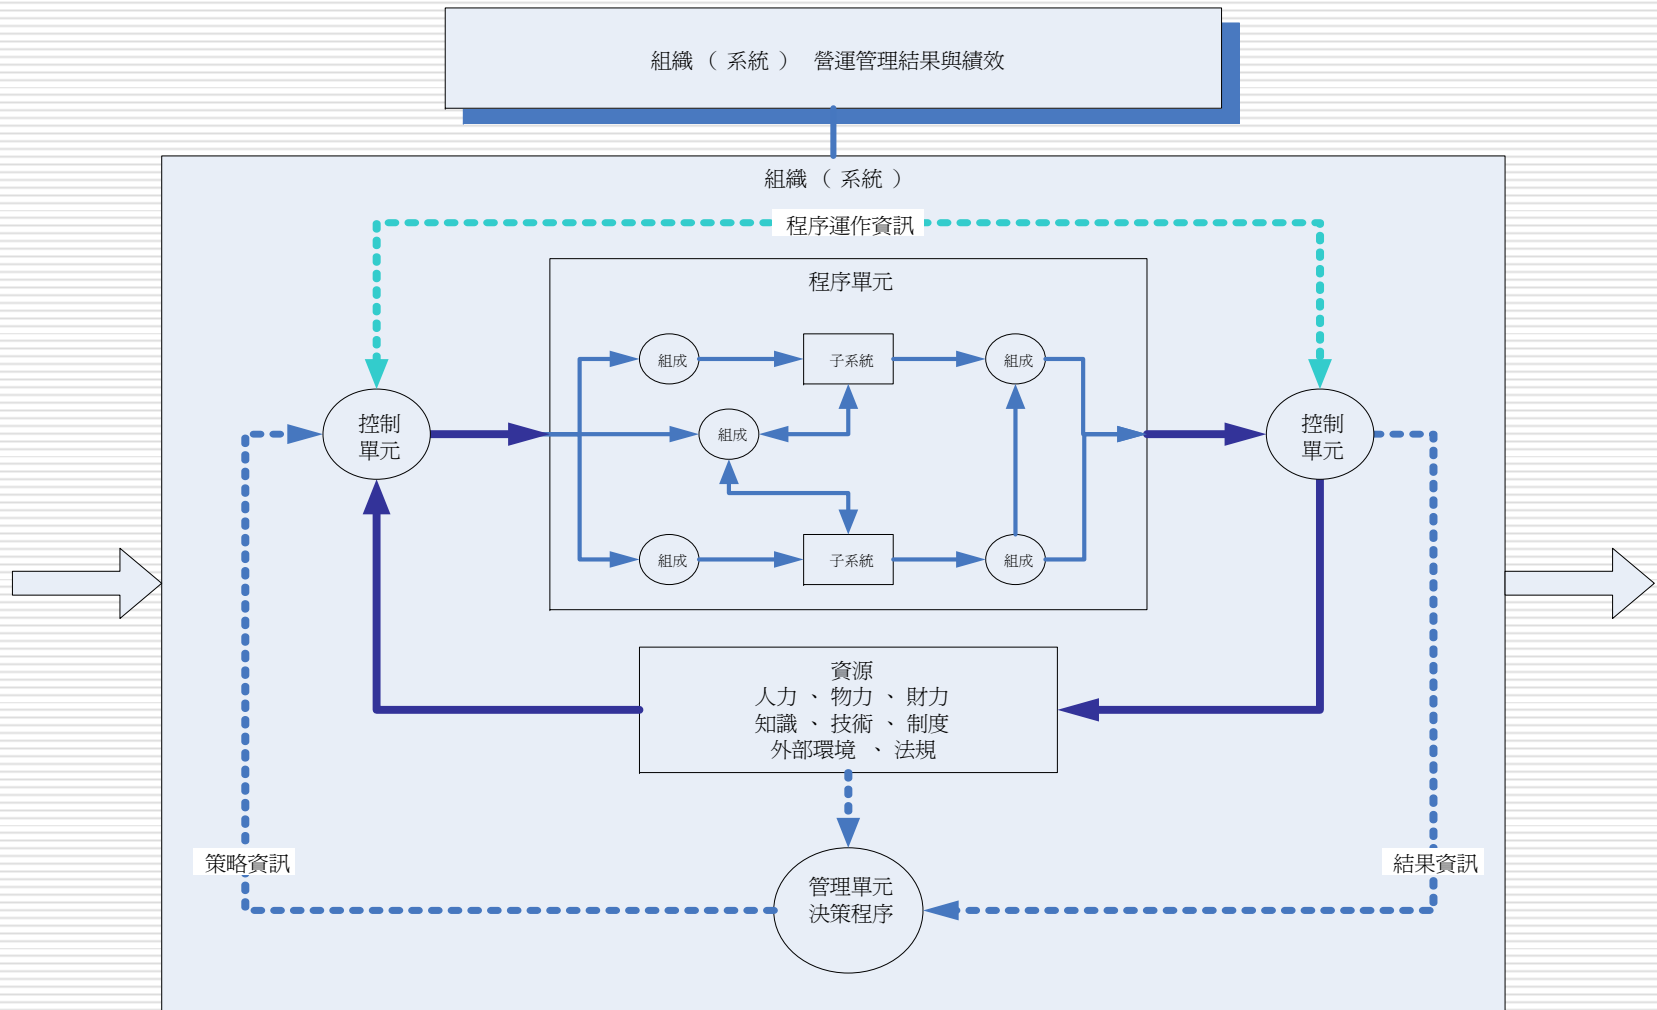 組織（系統） 營運管理結果與績效
組織（系統）
程序運作資訊
程序單元
組成
子系統
組成
控制
單元
組成
控制
單元
組成
子系統
組成
資源
人力、物力、財力
知識、技術、制度
外部環境、法規
策略資訊
結果資訊
管理單元
決策程序